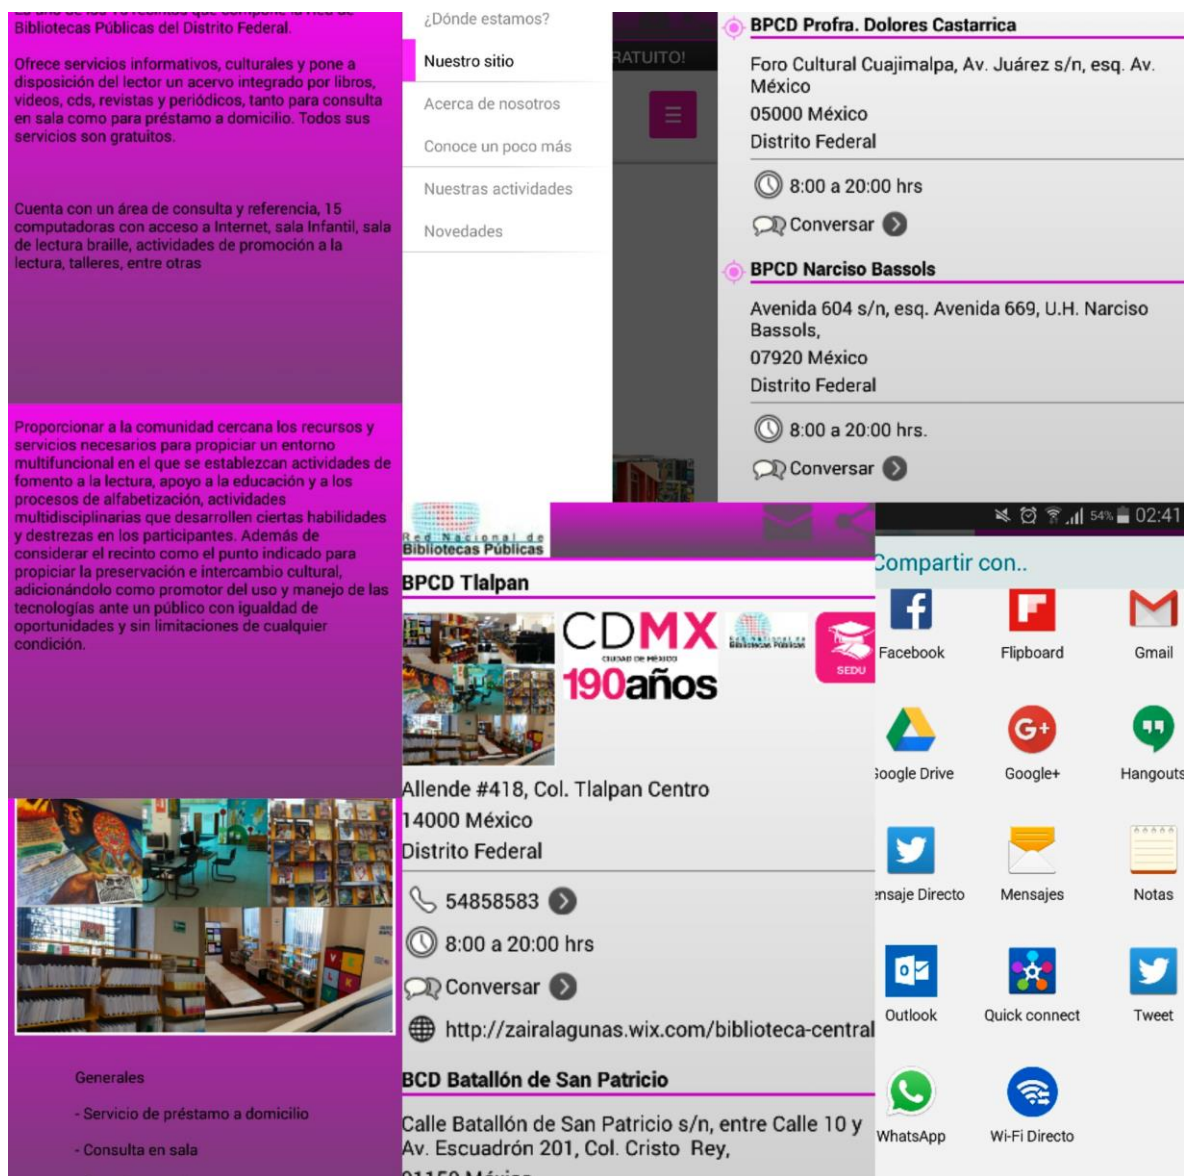 Bibliotecas Públicas del Distrito Federal.
Ofrece servicios informativos, culturales y pone a
disposición del lector un acervo integrado por libros,
videos, cds, revistas y periódicos, tanto para consulta
en sala como para préstamo a domicilio. Todos sus
servicios son gratuitos.
Cuenta con un área de consulta y referencia, 15
computadoras con acceso a Internet, sala Infantil, sala
de lectura braille, actividades de promoción a la
lectura, talleres, entre otras
Proporcionar a la comunidad cercana los recursos y
servicios necesarios para propiciar un entorno
multifuncional en el que se establezcan actividades de
fomento a la lectura, apoyo a la educación y a los
procesos de alfabetización, actividades
multidisciplinarias que desarrollen ciertas habilidades
y destrezas en los participantes. Además de
considerar el recinto como el punto indicado para
propiciar la preservación e intercambio cultural,
adicionándolo como promotor del uso y manejo de las
tecnologías ante un público con igualdad de
oportunidades y sin limitaciones de cualquier
condición.
Generales
- Servicio de préstamo a domicilio
- Consulta en sala
¿Dónde estamos?
Nuestro sitio
Acerca de nosotros
Conoce un poco más
Nuestras actividades
Novedades
RATUITO!
BPCD Profra. Dolores Castarrica
Foro Cultural Cuajimalpa, Av. Juárez s/n, esq. Av.
México
05000 México
Distrito Federal
8:00 a 20:00 hrs
Conversar
BPCD Narciso Bassols
Avenida 604 s/n, esq. Avenida 669, U.H. Narciso
Bassols,
07920 México
Distrito Federal
8:00 a 20:00 hrs.
Conversar
Red Nacional de
Bibliotecas Públicas
BPCD Tlalpan
CDMX
CIUDAD DE MÉXICO
190años
Red Nacional de
Bibliotecas Públicas
SEDU
Allende #418, Col. Tlalpan Centro
14000 México
Distrito Federal
54858583
8:00 a 20:00 hrs
Conversar
http://zairalagunas.wix.com/biblioteca-central
BCD Batallón de San Patricio
Calle Batallón de San Patricio s/n, entre Calle 10 y
Av. Escuadrón 201, Col. Cristo Rey,
01150 México
54% 02:41
Compartir con..
Facebook
Flipboard
Gmail
Google Drive
Google+
Hangouts
ensaje Directo
Mensajes
Notas
Outlook
Quick connect
Tweet
WhatsApp
Wi-Fi Directo